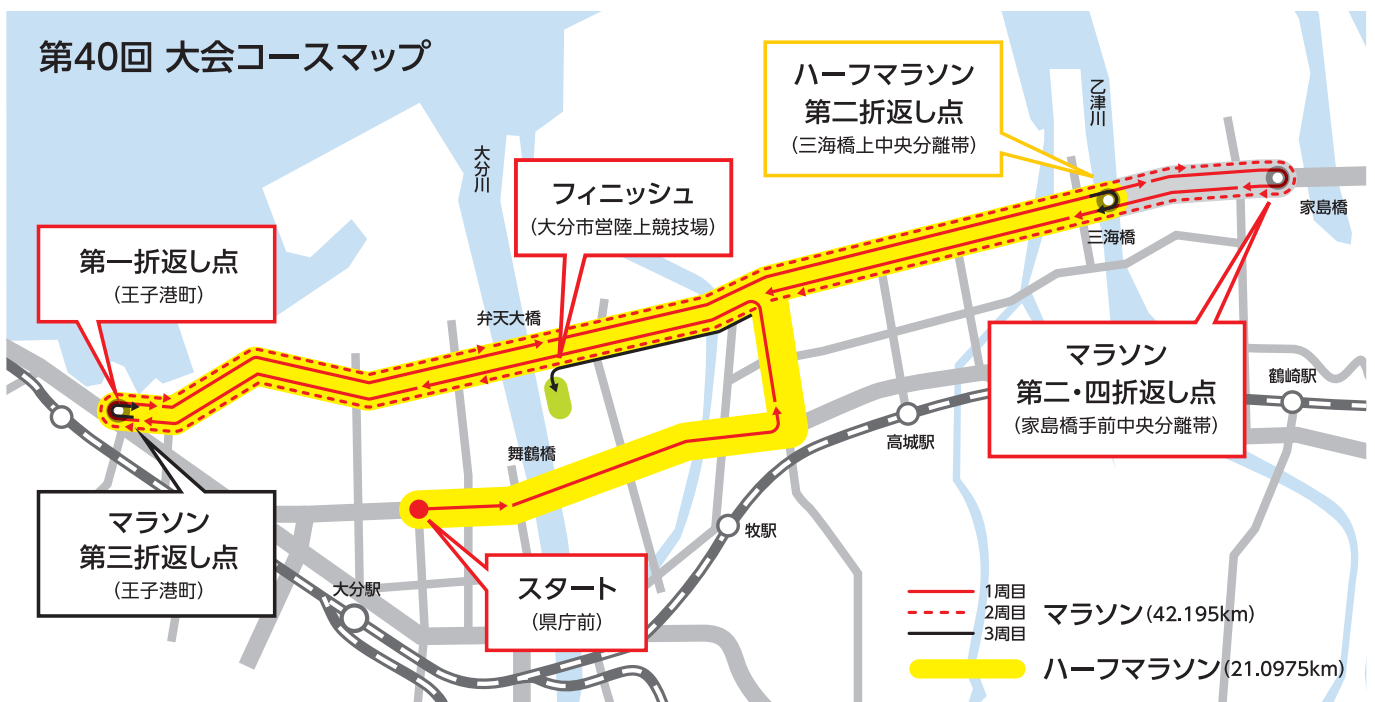 第40回 大会コースマップ
ハーフマラソン
第二折返し点
(三海橋上中央分離帯)
乙津川
大分川
フィニッシュ
(大分市営陸上競技場)
家島橋
三海橋
第一折返し点
(王子港町)
弁天大橋
マラソン
第二・四折返し点
(家島橋手前中央分離帯)
鶴崎駅
高城駅
舞鶴橋
マラソン
第三折返し点
(王子港町)
牧駅
大分駅
スタート
(県庁前)
1周目
2周目
3周目
マラソン(42.195km)
ハーフマラソン(21.0975km)